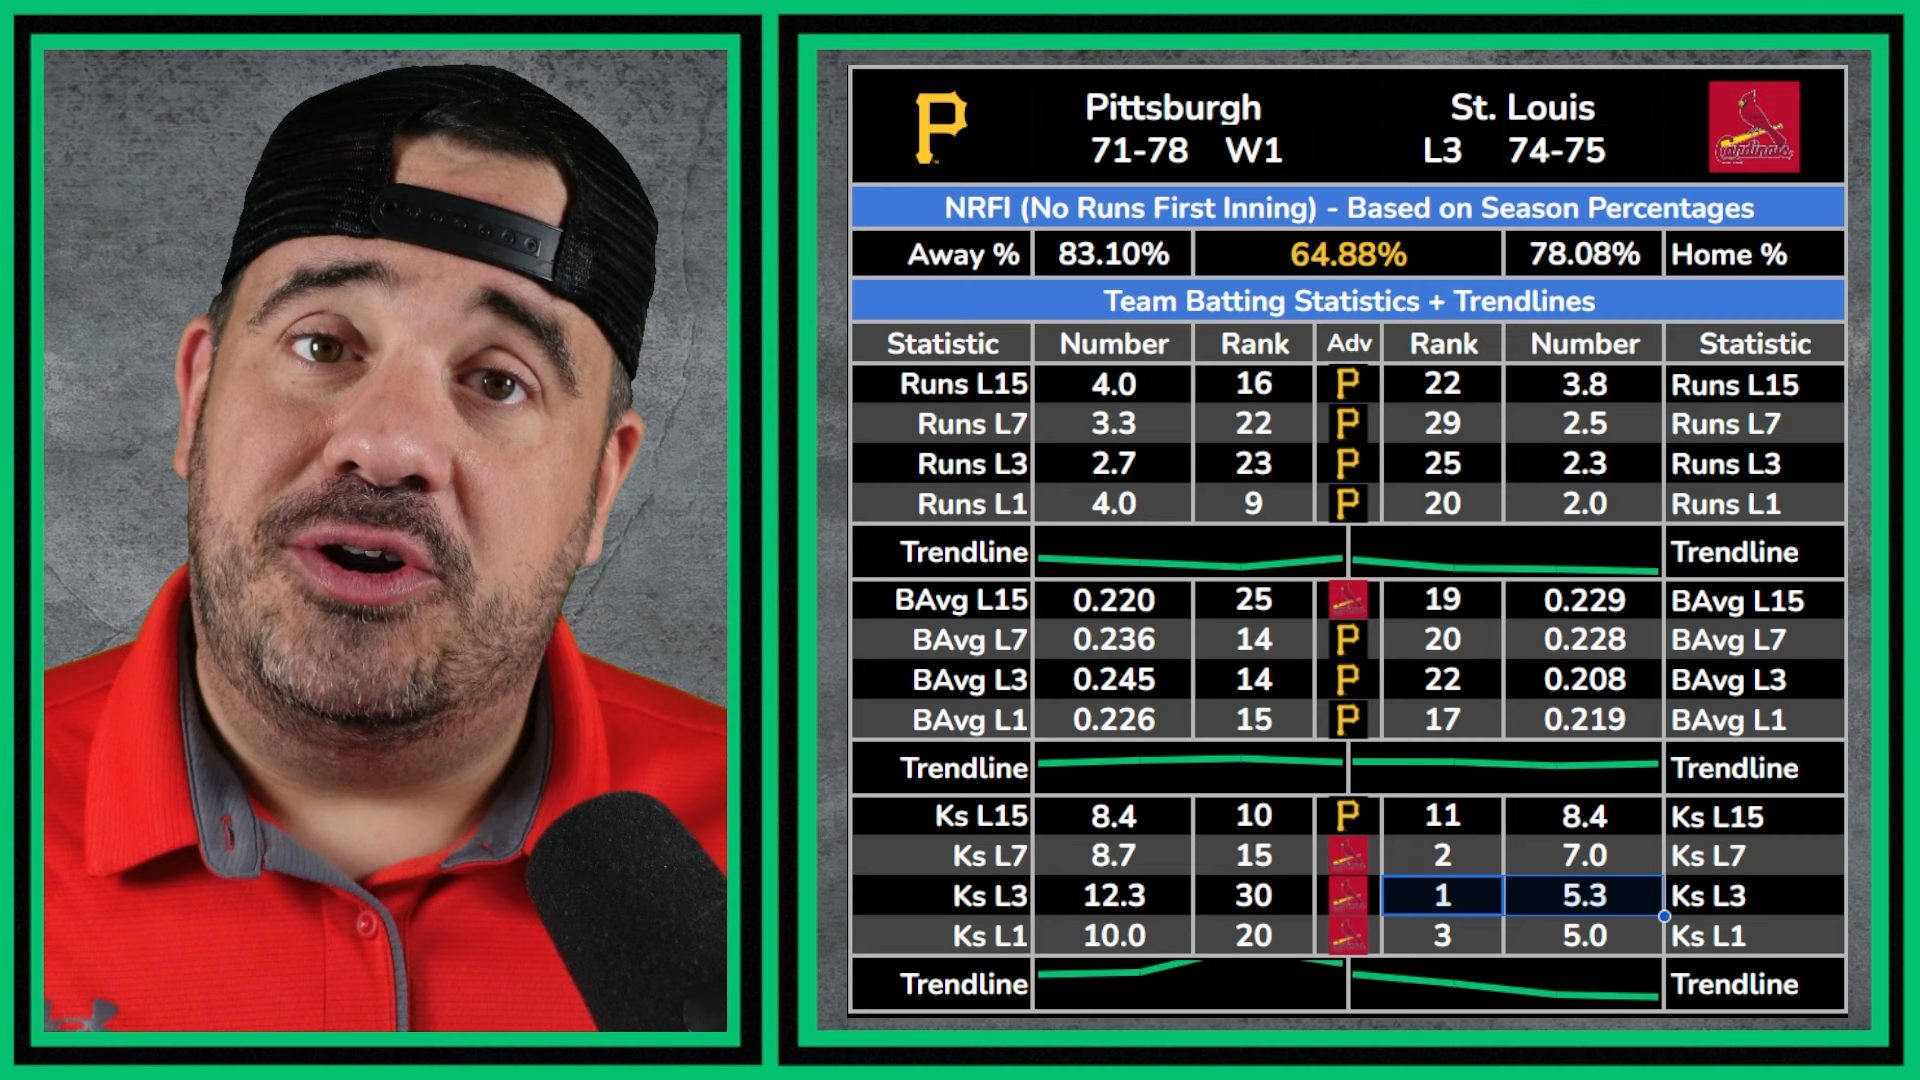 P Pittsburgh St. Louis Cardinals
71-78 W1 L3 74-75
NRFI (No Runs First Inning) - Based on Season Percentages
Away % 83.10% 64.88% 78.08% Home %
Team Batting Statistics + Trendlines
Statistic Number Rank Adv Rank Number Statistic
Runs L15 4.0 16 P 22 3.8 Runs L15
Runs L7 3.3 22 P 29 2.5 Runs L7
Runs L3 2.7 23 P 25 2.3 Runs L3
Runs L1 4.0 9 P 20 2.0 Runs L1
Trendline Trendline
BAvg L15 0.220 25 19 0.229 BAvg L15
BAvg L7 0.236 14 P 20 0.228 BAvg L7
BAvg L3 0.245 14 P 22 0.208 BAvg L3
BAvg L1 0.226 15 P 17 0.219 BAvg L1
Trendline Trendline
Ks L15 8.4 10 P 11 8.4 Ks L15
Ks L7 8.7 15 2 7.0 Ks L7
Ks L3 12.3 30 1 5.3 Ks L3
Ks L1 10.0 20 3 5.0 Ks L1
Trendline Trendline